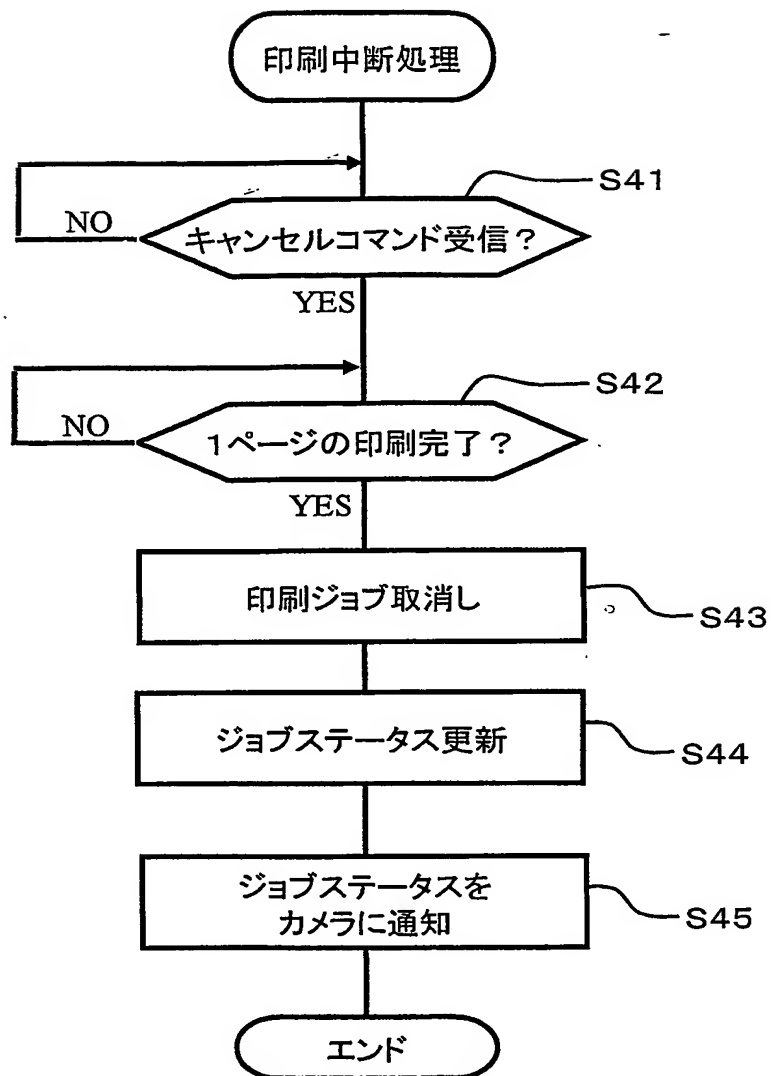 印刷中断処理
S41
NO
キャンセルコマンド受信？
YES
S42
NO
1ページの印刷完了？
YES
印刷ジョブ取消し
S43
ジョブステータス更新
S44
ジョブステータスを
カメラに通知
S45
エンド